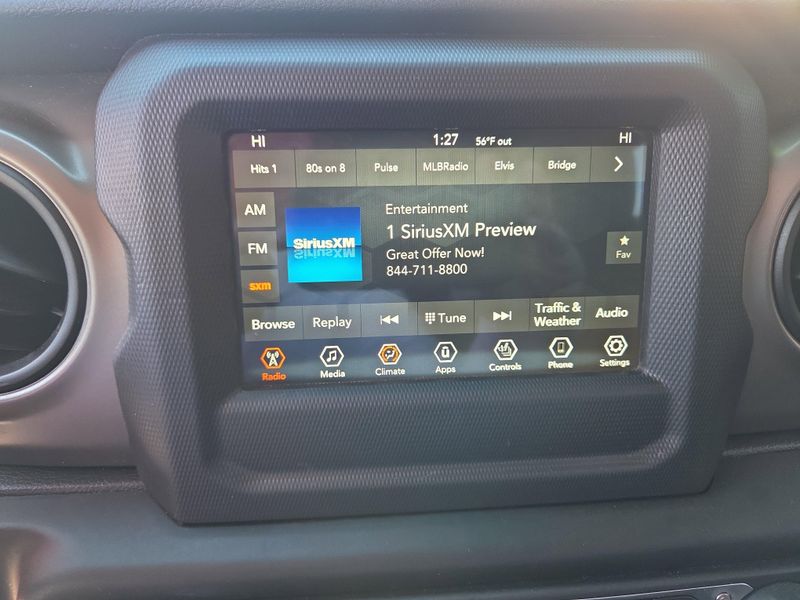 HI 1:27 56°F out HI
Hits 1 80s on 8 Pulse MLBRadio Elvis Bridge
AM
FM
sxm
SiriusXM
Entertainment
1 SiriusXM Preview
Great Offer Now!
844-711-8800
Fav
Browse Replay Tune Traffic & Weather Audio
Radio Media Climate Apps Controls Phone Settings